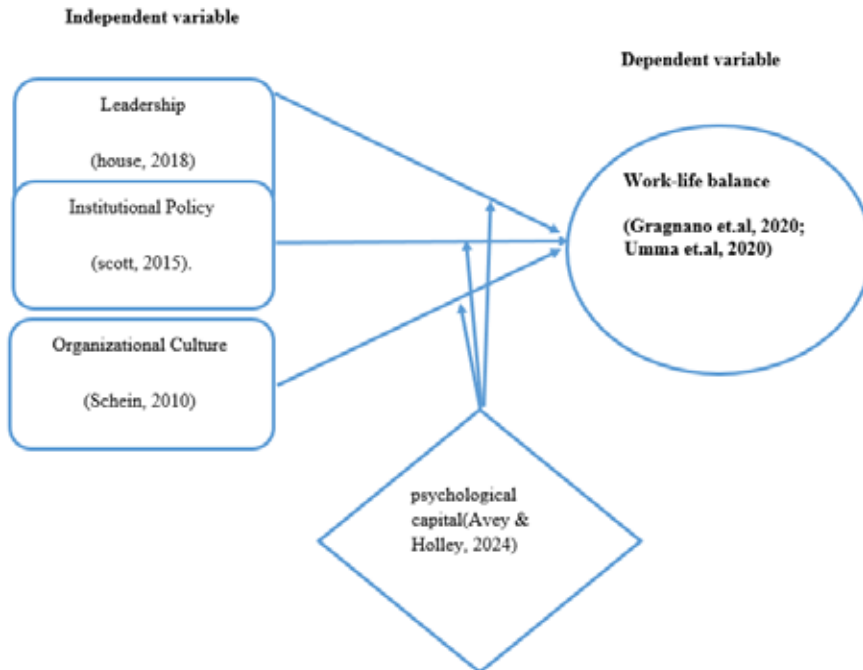 Independent variable
Dependent variable
Leadership
(house, 2018)
Institutional Policy
(scott, 2015).
Organizational Culture
(Schein, 2010)
Work-life balance
(Gragnano et.al, 2020;
Umma et.al, 2020)
psychological
capital(Avey &
Holley, 2024)